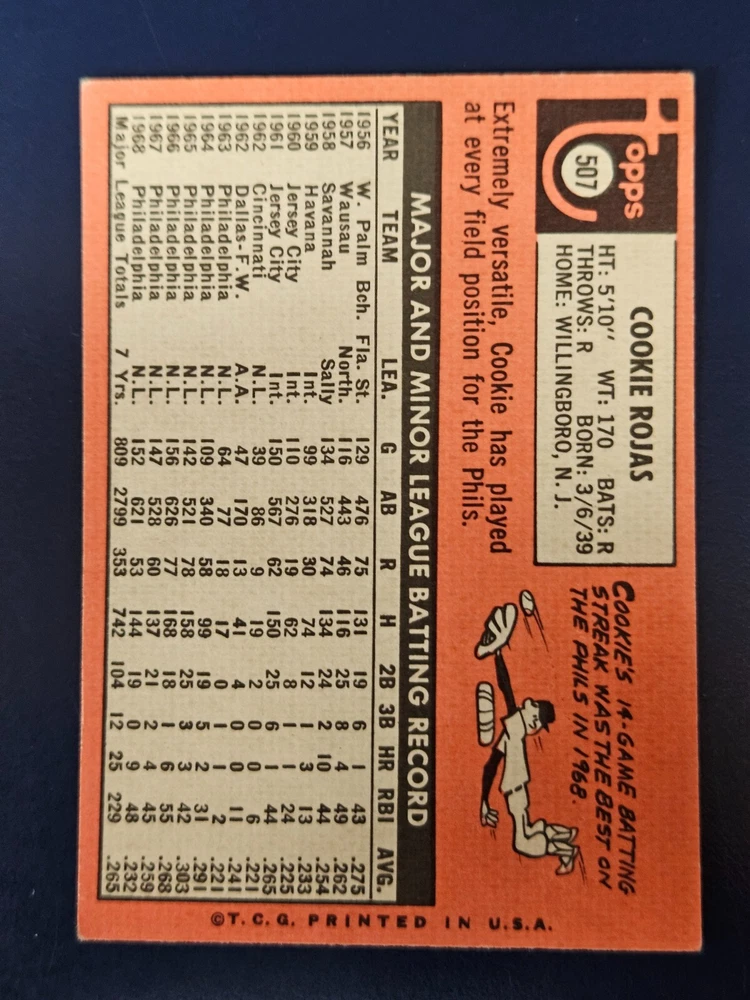 Topps
507
COOKIE ROJAS
HT: 5'10" WT: 170 BATS: R
THROWS: R BORN: 3/6/39
HOME: WILLINGBORO, N. J.
COOKIE'S 14-GAME BATTING
STREAK WAS THE BEST ON
THE PHILS IN 1968.
Extremely versatile, Cookie has played
at every field position for the Phils.
MAJOR AND MINOR LEAGUE BATTING RECORD
YEAR TEAM LEA. G AB R H 2B 3B HR RBI AVG.
1956 W. Palm Bch. Fla. St. 129 476 75 131 19 6 1 43 .275
1957 Wausau North. 116 443 46 116 25 8 4 49 .262
1958 Savannah Sally 134 527 74 134 24 2 10 44 .254
1959 Havana Int. 99 318 30 74 12 1 3 13 .233
1960 Jersey City Int. 110 276 19 62 8 1 1 24 .225
1961 Jersey City Int. 150 567 62 150 25 6 1 44 .265
1962 Cincinnati N.L. 39 86 9 19 2 0 0 6 .221
1962 Dallas-F.W. A.A. 47 170 13 41 4 0 0 11 .241
1963 Philadelphia N.L. 64 77 18 17 0 1 1 2 .221
1964 Philadelphia N.L. 109 340 58 99 19 5 2 31 .291
1965 Philadelphia N.L. 142 521 78 158 25 3 3 42 .303
1966 Philadelphia N.L. 156 626 77 168 18 1 6 55 .268
1967 Philadelphia N.L. 147 528 60 137 21 2 4 45 .259
1968 Philadelphia N.L. 152 621 53 144 19 0 9 48 .232
Major League Totals 7 Yrs. 809 2799 353 742 104 12 25 229 .265
©T.C.G. PRINTED IN U.S.A.